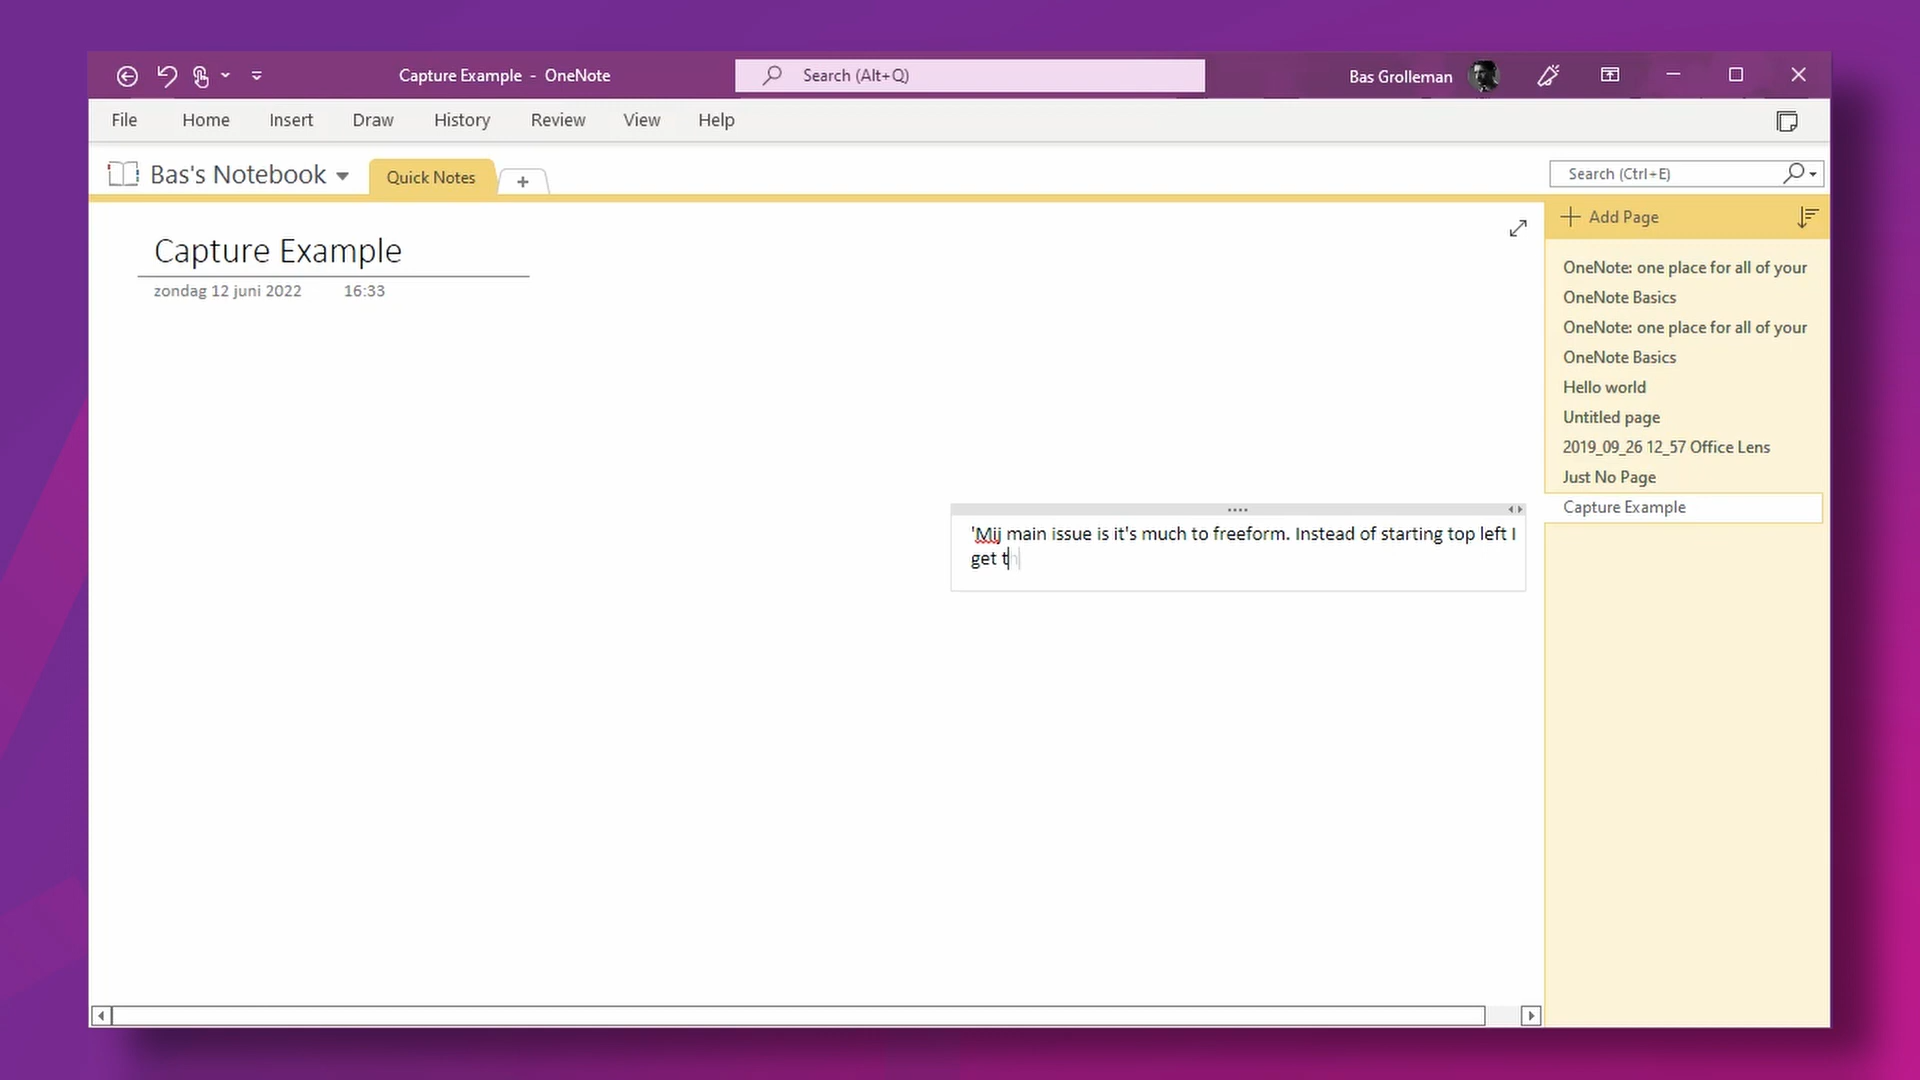 Capture Example - OneNote
Search (Alt+Q)
Bas Grolleman
File Home Insert Draw History Review View Help
Bas's Notebook
Quick Notes
+
Search (Ctrl+E)
Add Page
Capture Example
zondag 12 juni 2022 16:33
OneNote: one place for all of your
OneNote Basics
OneNote: one place for all of your
OneNote Basics
Hello world
Untitled page
2019_09_26 12_57 Office Lens
Just No Page
Capture Example
'Mij main issue is it's much to freeform. Instead of starting top left I
get th